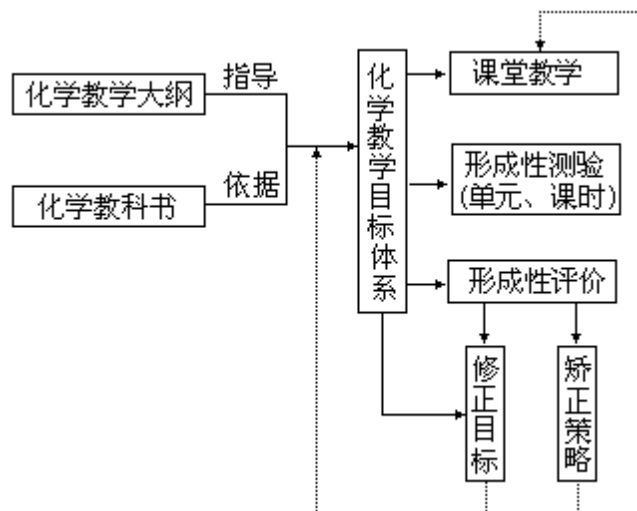 化学教学大纲
指导
化学教科书
依据
化学教学目标体系
课堂教学
形成性测验
(单元、课时)
形成性评价
修正目标
矫正策略